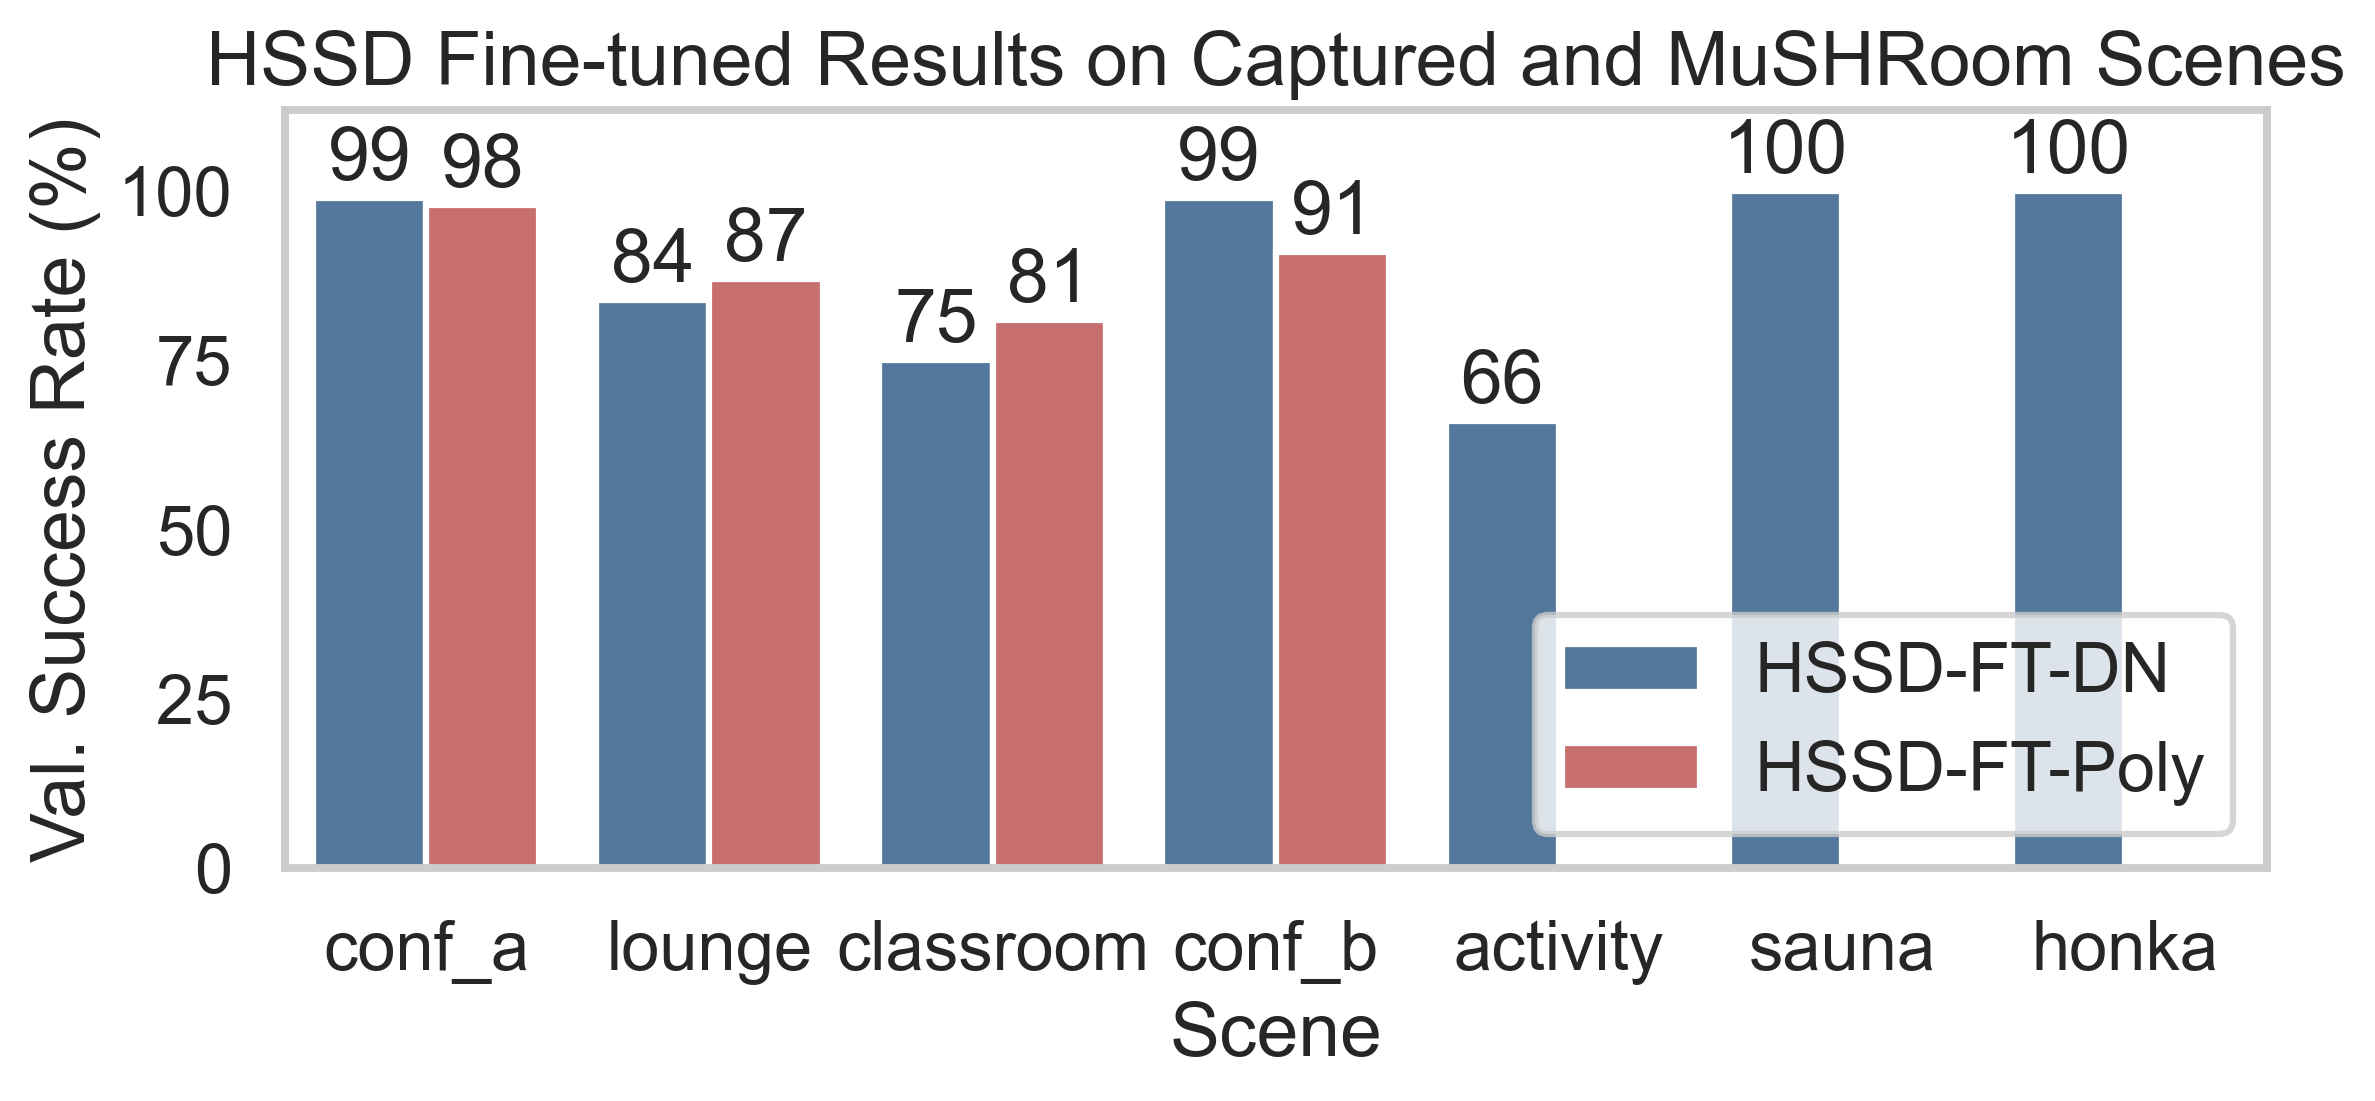 HSSD Fine-tuned Results on Captured and MuSHRoom Scenes
Val. Success Rate (%)
100
75
50
25
0
99
98
84
87
75
81
99
91
66
100
100
HSSD-FT-DN
HSSD-FT-Poly
conf_a
lounge
classroom
conf_b
activity
sauna
honka
Scene